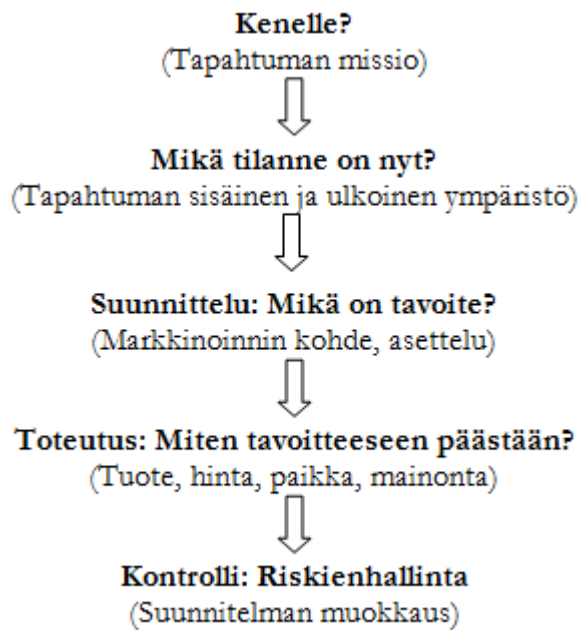 Kenelle?
(Tapahtuman missio)
Mikä tilanne on nyt?
(Tapahtuman sisäinen ja ulkoinen ympäristö)
Suunnittelu: Mikä on tavoite?
(Markkinoinnin kohde, asettelu)
Toteutus: Miten tavoitteeseen päästään?
(Tuote, hinta, paikka, mainonta)
Kontrolli: Riskienhallinta
(Suunnitelman muokkaus)